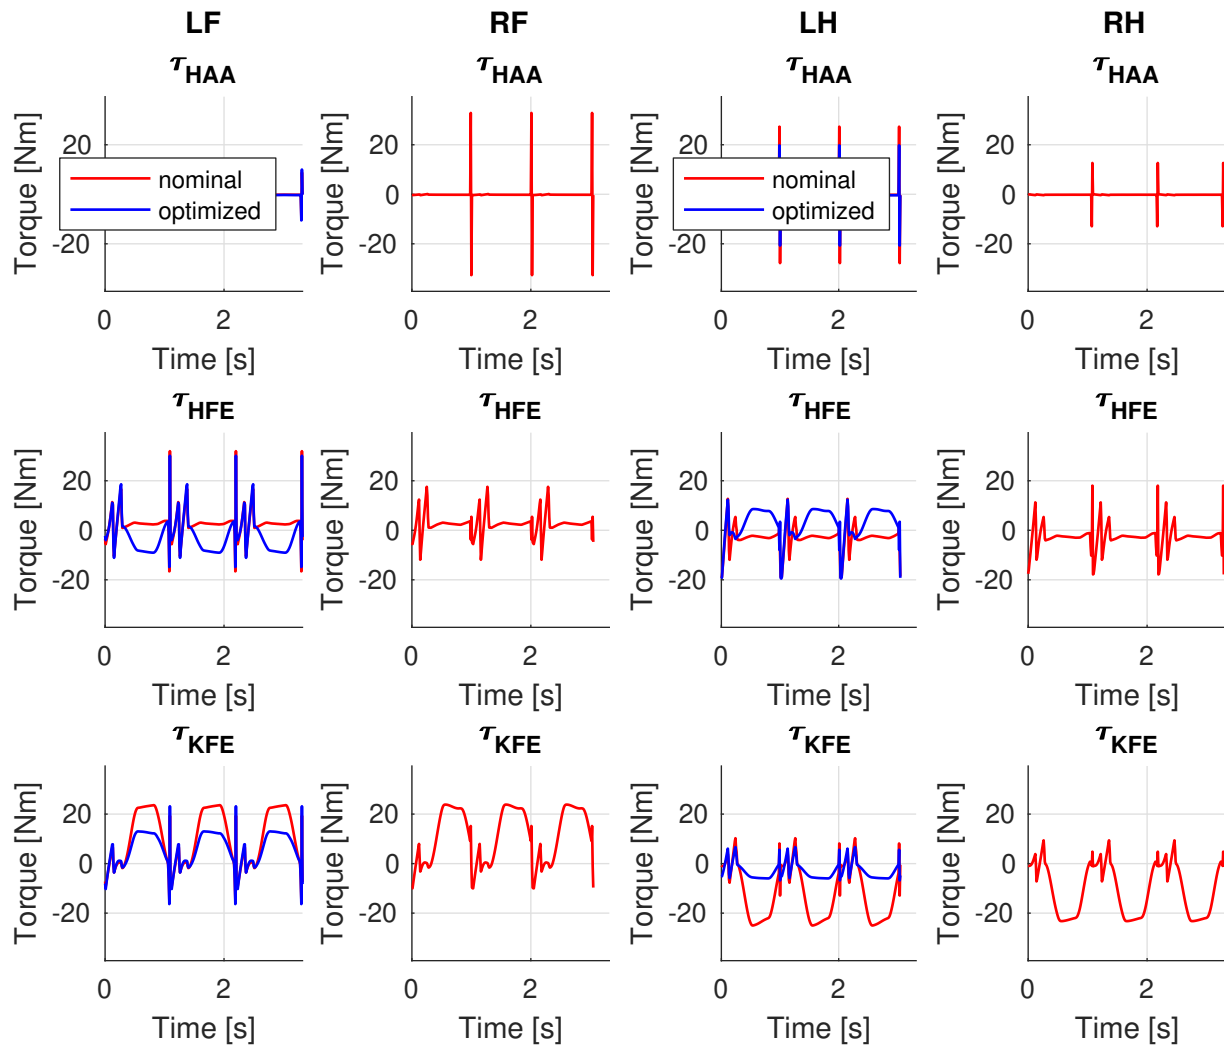 LF RF LH RH
τHAA τHAA τHAA τHAA
Torque [Nm] Torque [Nm] Torque [Nm] Torque [Nm]
20 20 20
0 0
-20 -20 -20 -20
nominal nominal
optimized optimized
0 2 0 2 0 2 0 2
Time [s] Time [s] Time [s] Time [s]
τHFE τHFE τHFE τHFE
Torque [Nm] Torque [Nm] Torque [Nm] Torque [Nm]
20 20 20 20
0 0 0 0
-20 -20 -20 -20
0 2 0 2 0 2 0 2
Time [s] Time [s] Time [s] Time [s]
τKFE τKFE τKFE τKFE
Torque [Nm] Torque [Nm] Torque [Nm] Torque [Nm]
20 20 20 20
0 0 0 0
-20 -20 -20 -20
0 2 0 2 0 2 0 2
Time [s] Time [s] Time [s] Time [s]